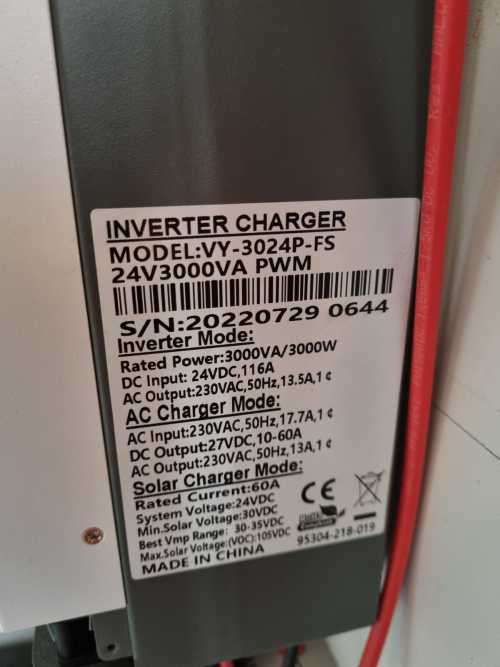 INVERTER CHARGER
MODEL:VY-3024P-FS
24V3000VA PWM
S/N:20220729 0644
Inverter Mode:
Rated Power:3000VA/3000W
DC Input: 24VDC,116A
AC Output:230VAC,50Hz,13.5A,1 ¢
AC Charger Mode:
AC Input:230VAC,50Hz,17.7A,1 ¢
DC Output:27VDC,10-60A
AC Output:230VAC,50Hz,13A,1 ¢
Solar Charger Mode:
Rated Current:60A
System Voltage:24VDC
Min.Solar Voltage:30VDC
Best Vmp Range: 30-35VDC
Max.Solar Voltage:(VOC):105VDC
MADE IN CHINA
CE
RoHS
95304-218-019